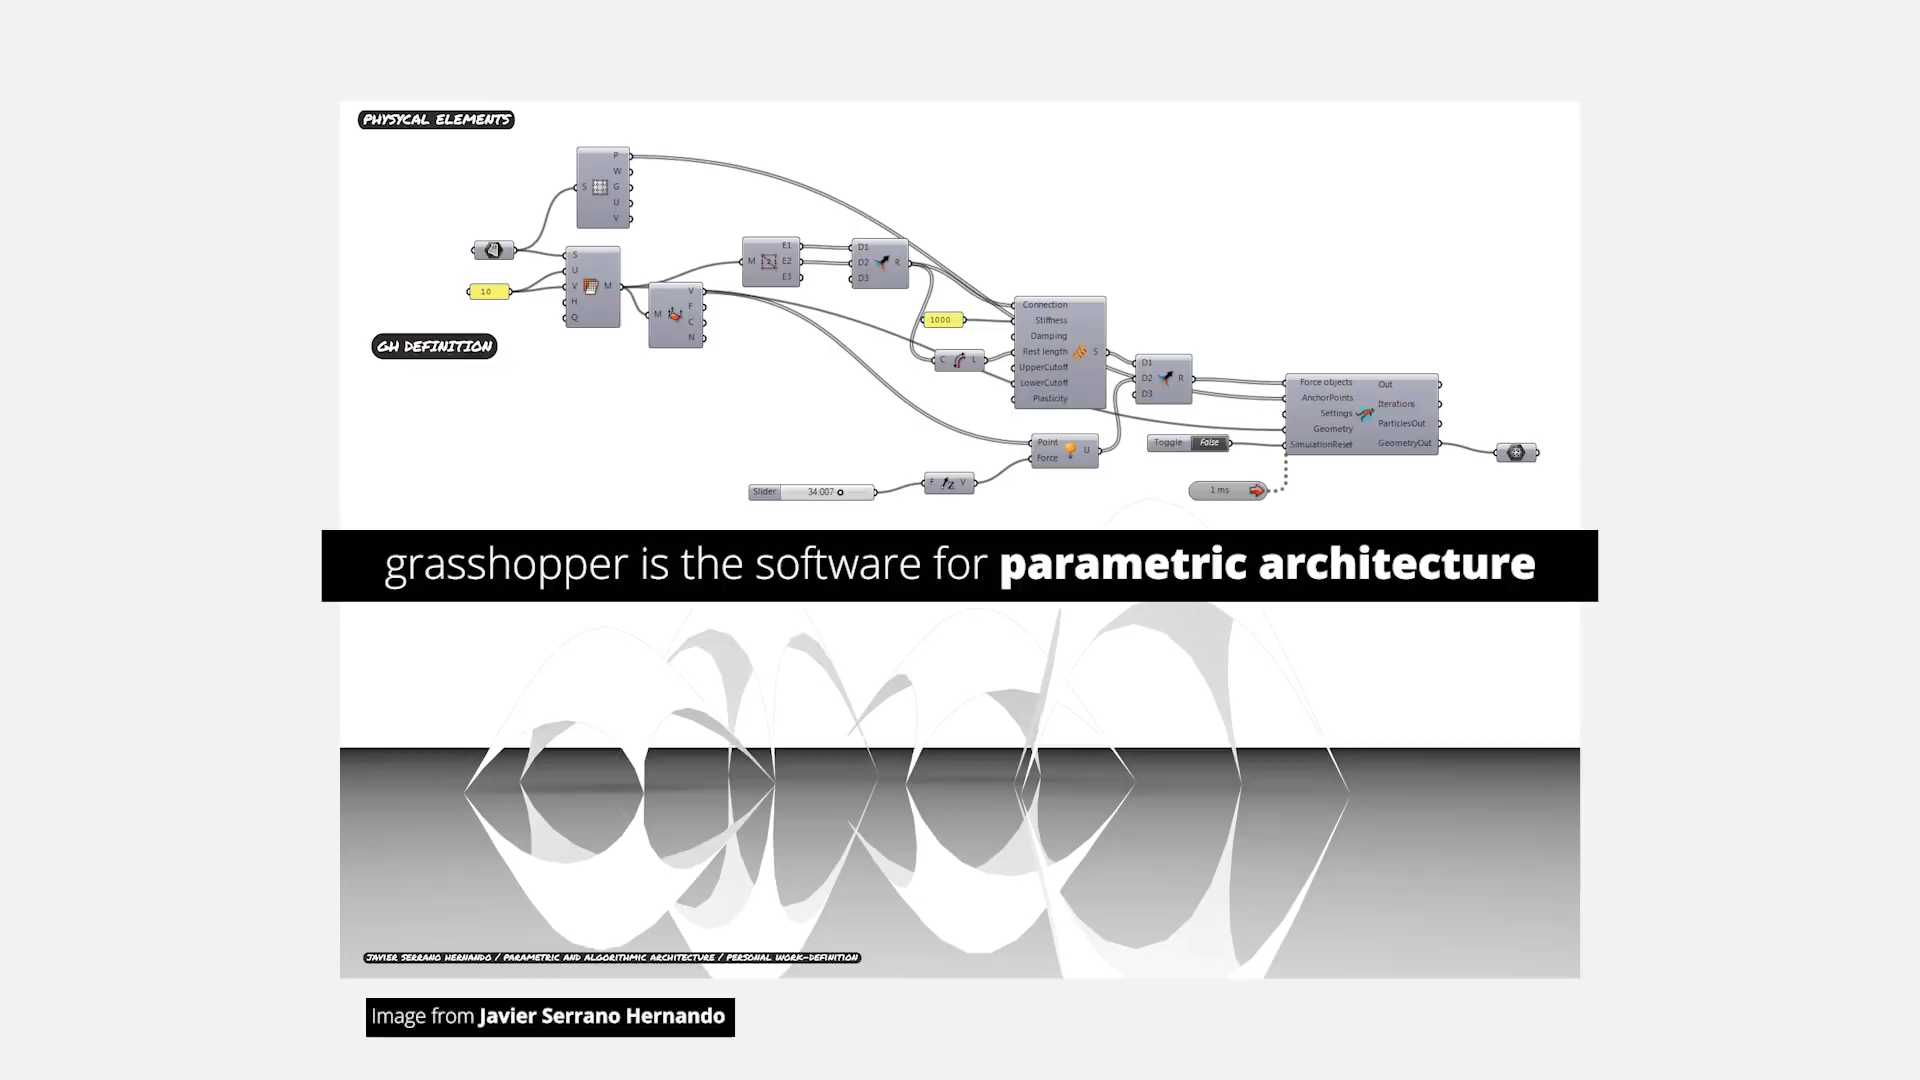 PHYSYCAL ELEMENTS
P
W
S G
U
V
S
U
10
V M
H
Q
E1
M E2
E3
D1
D2 R
D3
V
M F
C
N
GH DEFINITION
1000
C L
Connection
Stiffness
Damping
Rest length S
UpperCutoff
LowerCutoff
Plasticity
D1
D2 R
D3
Force objects Out
AnchorPoints Iterations
Settings ParticlesOut
Geometry GeometryOut
SimulationReset
Point
Force U
Toggle False
Slider 34.007
F Z V
1 ms
grasshopper is the software for parametric architecture
JAVIER SERRANO HERNANDO / PARAMETRIC AND ALGORITHMIC ARCHITECTURE / PERSONAL WORK-DEFINITION
Image from Javier Serrano Hernando